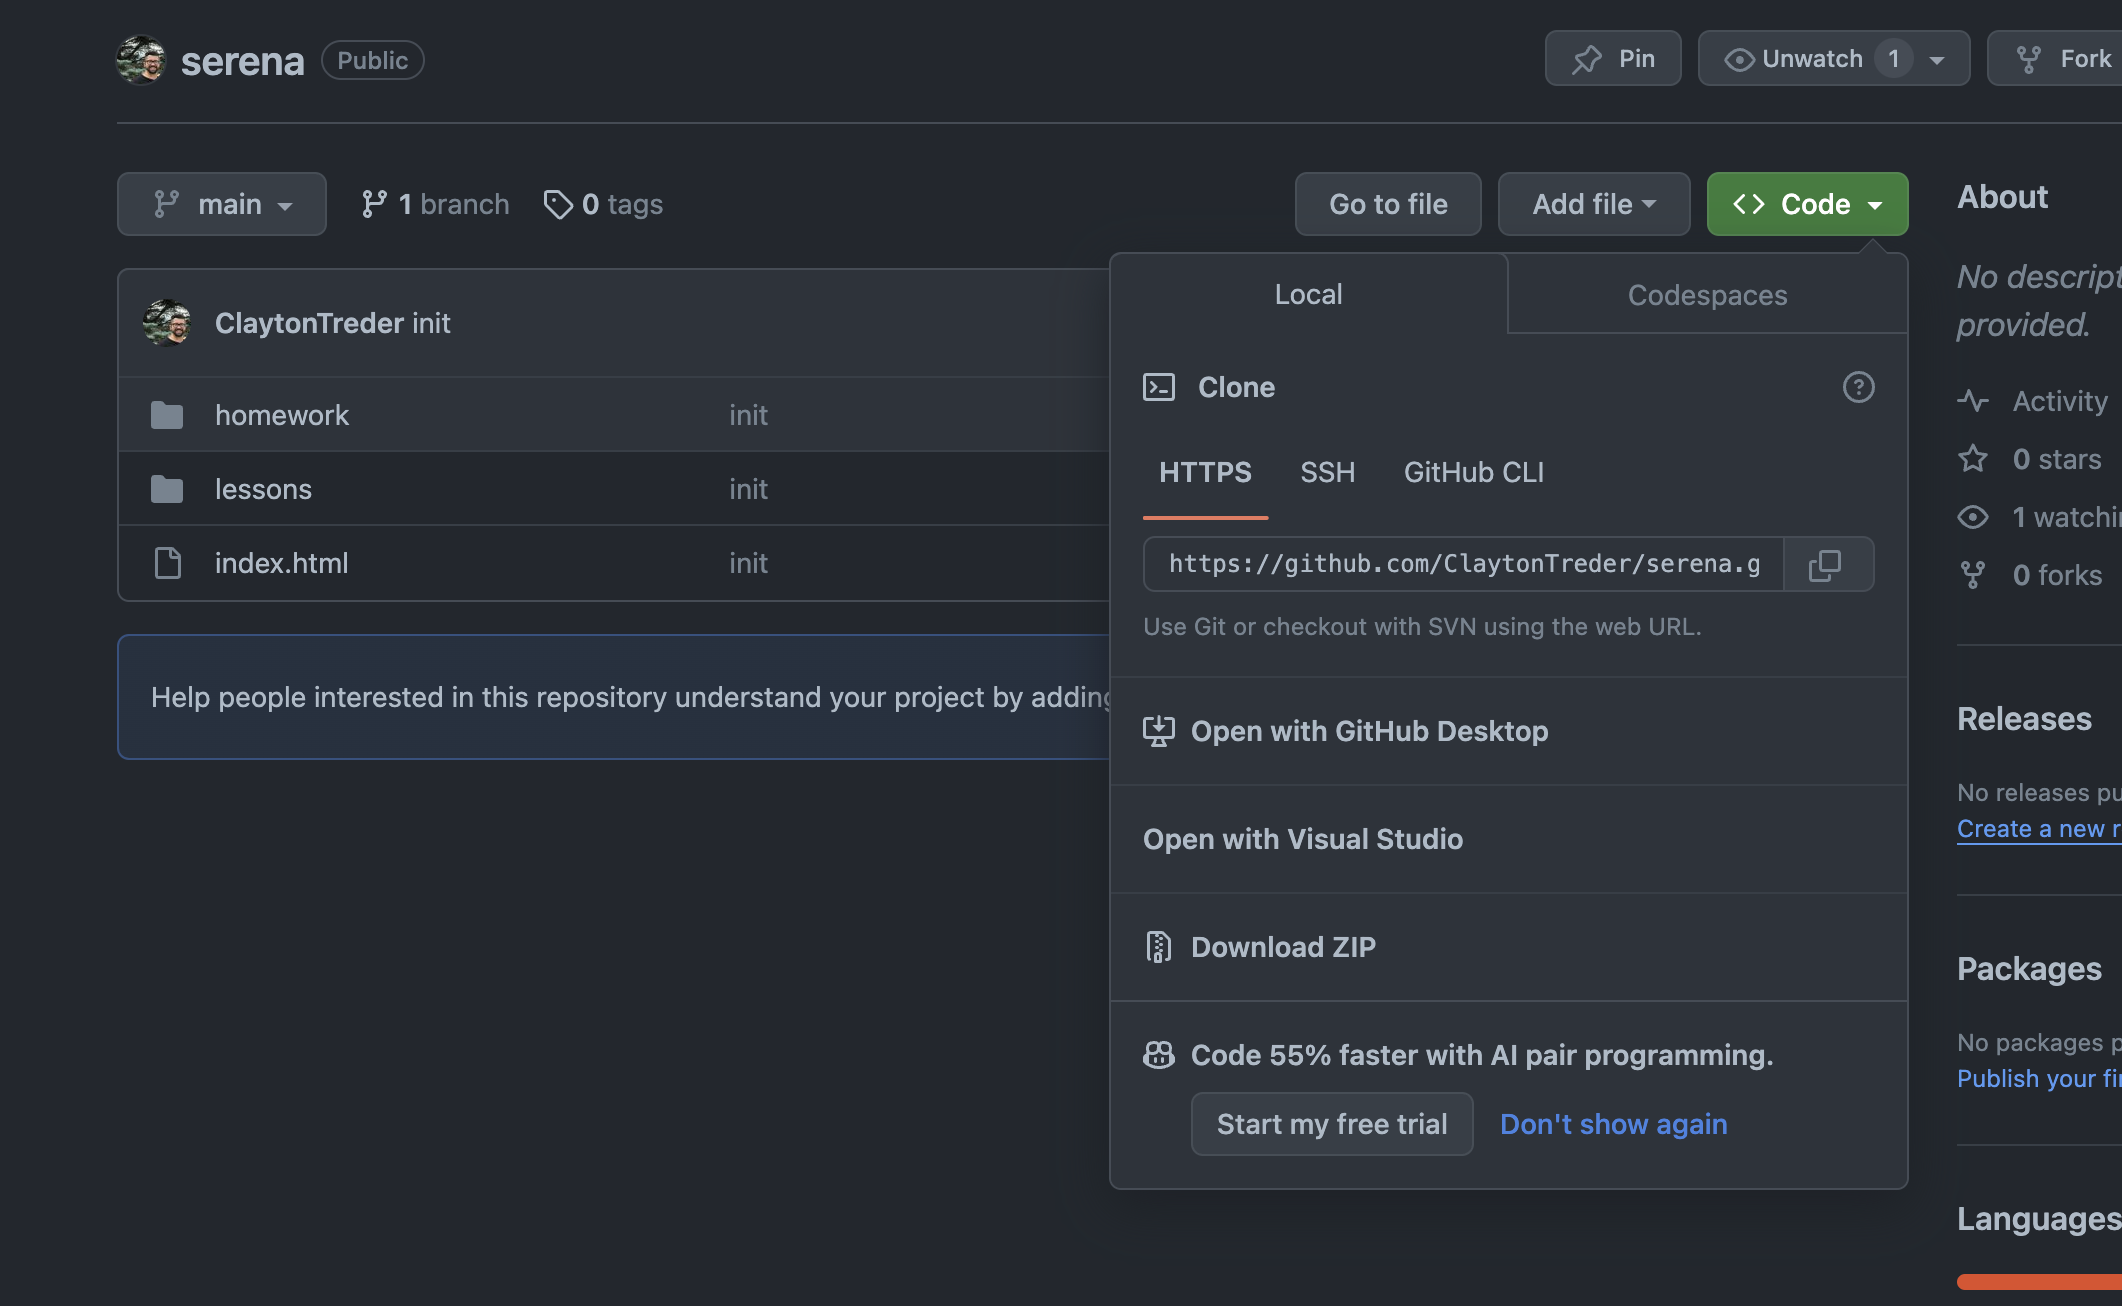 serena Public
Pin
Unwatch 1
Fork
main
1 branch
0 tags
Go to file
Add file
Code
ClaytonTreder init
homework init
lessons init
index.html init
Help people interested in this repository understand your project by adding
Local
Codespaces
Clone
HTTPS
SSH
GitHub CLI
https://github.com/ClaytonTreder/serena.g
Use Git or checkout with SVN using the web URL.
Open with GitHub Desktop
Open with Visual Studio
Download ZIP
Code 55% faster with AI pair programming.
Start my free trial
Don't show again
About
No descript
provided.
Activity
0 stars
1 watchin
0 forks
Releases
No releases pu
Create a new r
Packages
No packages p
Publish your fir
Languages